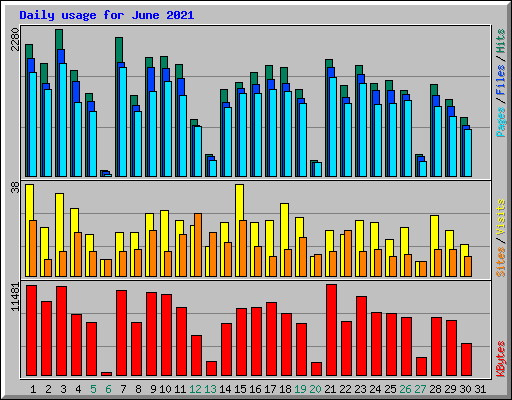 Daily usage for June 2021
2280
Pages / Files / Hits
38
Sites / Visits
11481
KBytes
1 2 3 4 5 6 7 8 9 10 11 12 13 14 15 16 17 18 19 20 21 22 23 24 25 26 27 28 29 30 31